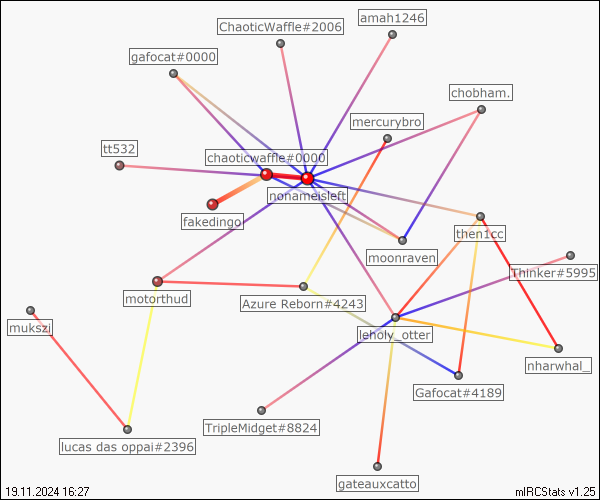 amah1246
ChaoticWaffle#2006
gafocat#0000
chobham.
mercurybro
tt532
chaoticwaffle#0000
nonameisleft
fakedingo
then1cc
moonraven
Thinker#5995
motorthud
Azure Reborn#4243
mukszi
leholy_otter
nharwhal_
Gafocat#4189
TripleMidget#8824
lucas das oppai#2396
gateauxcatto
19.11.2024 16:27
mIRCStats v1.25